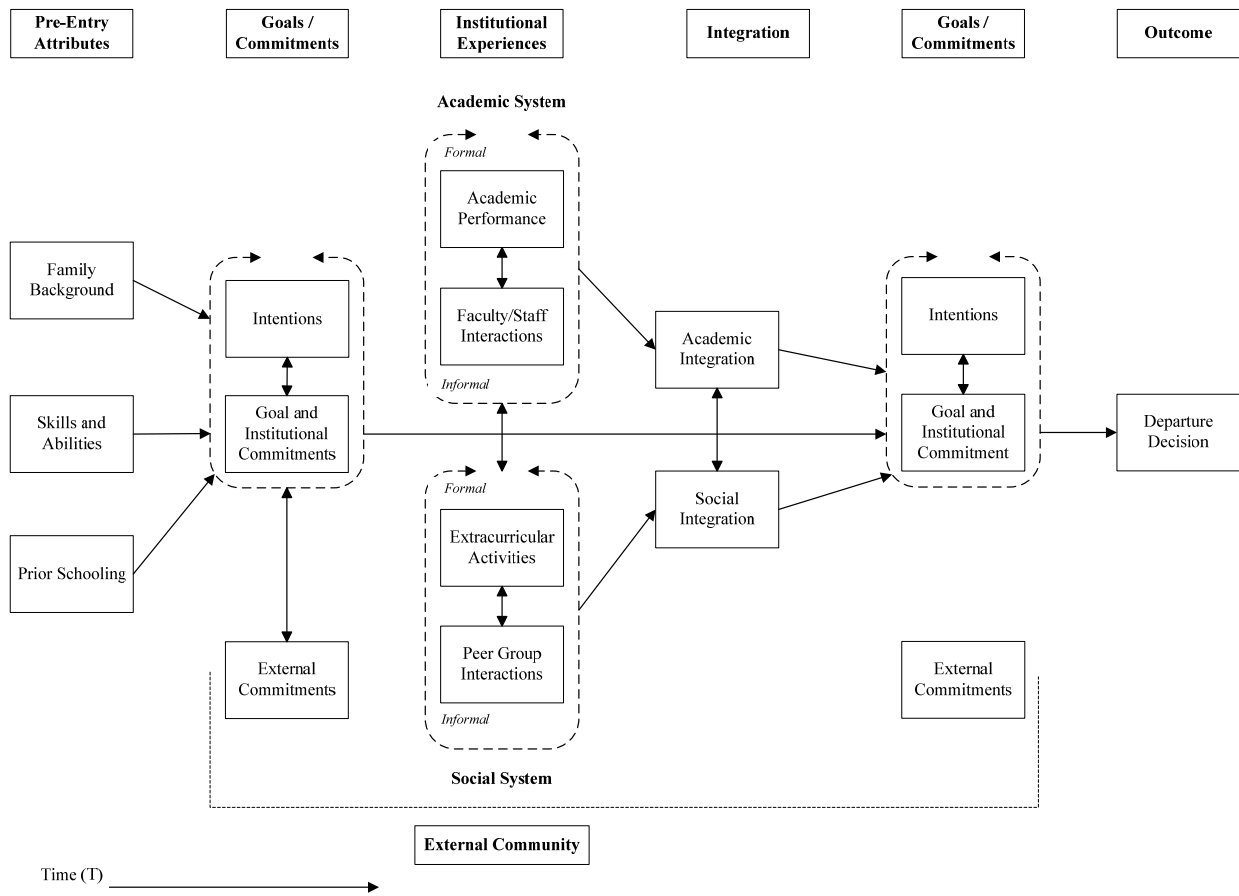 Pre-Entry
Attributes
Goals /
Commitments
Institutional
Experiences
Integration
Goals /
Commitments
Outcome
Academic System
Formal
Academic
Performance
Faculty/Staff
Interactions
Informal
Family
Background
Skills and
Abilities
Prior Schooling
Intentions
Goal and
Institutional
Commitments
External
Commitments
Formal
Extracurricular
Activities
Peer Group
Interactions
Informal
Social System
Academic
Integration
Social
Integration
Intentions
Goal and
Institutional
Commitment
External
Commitments
Departure
Decision
External Community
Time (T)